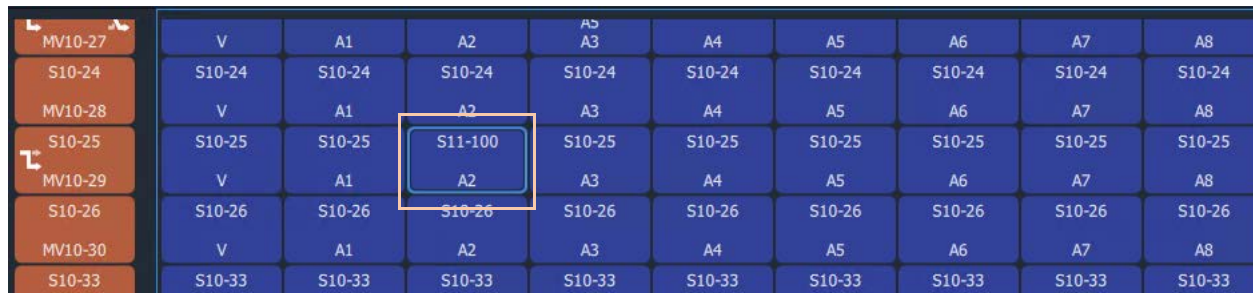 A5
MV10-27 V A1 A2 A3 A4 A5 A6 A7 A8
S10-24 S10-24 S10-24 S10-24 S10-24 S10-24 S10-24 S10-24 S10-24 S10-24
MV10-28 V A1 A2 A3 A4 A5 A6 A7 A8
S10-25 S10-25 S10-25 S11-100 S10-25 S10-25 S10-25 S10-25 S10-25 S10-25
MV10-29 V A1 A2 A3 A4 A5 A6 A7 A8
S10-26 S10-26 S10-26 S10-26 S10-26 S10-26 S10-26 S10-26 S10-26 S10-26
MV10-30 V A1 A2 A3 A4 A5 A6 A7 A8
S10-33 S10-33 S10-33 S10-33 S10-33 S10-33 S10-33 S10-33 S10-33 S10-33